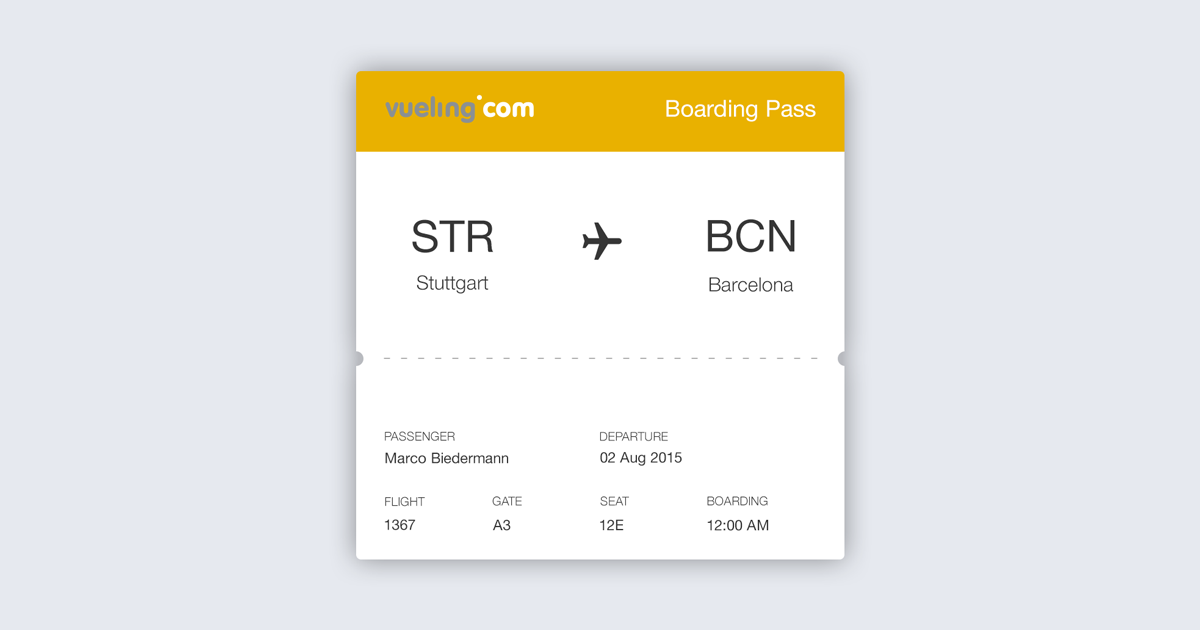 vueling.com Boarding Pass
STR BCN
Stuttgart Barcelona
PASSENGER DEPARTURE
Marco Biedermann 02 Aug 2015
FLIGHT GATE SEAT BOARDING
1367 A3 12E 12:00 AM